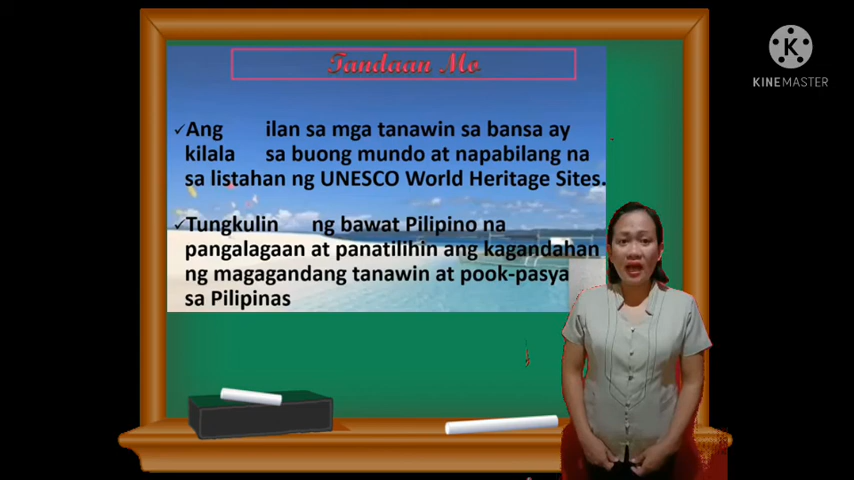 Tandaan Mo
K
KINEMASTER
✓Ang ilan sa mga tanawin sa bansa ay
kilala sa buong mundo at napabilang na
sa listahan ng UNESCO World Heritage Sites.
✓Tungkulin ng bawat Pilipino na
pangalagaan at panatilihin ang kagandahan
ng magagandang tanawin at pook-pasya
sa Pilipinas